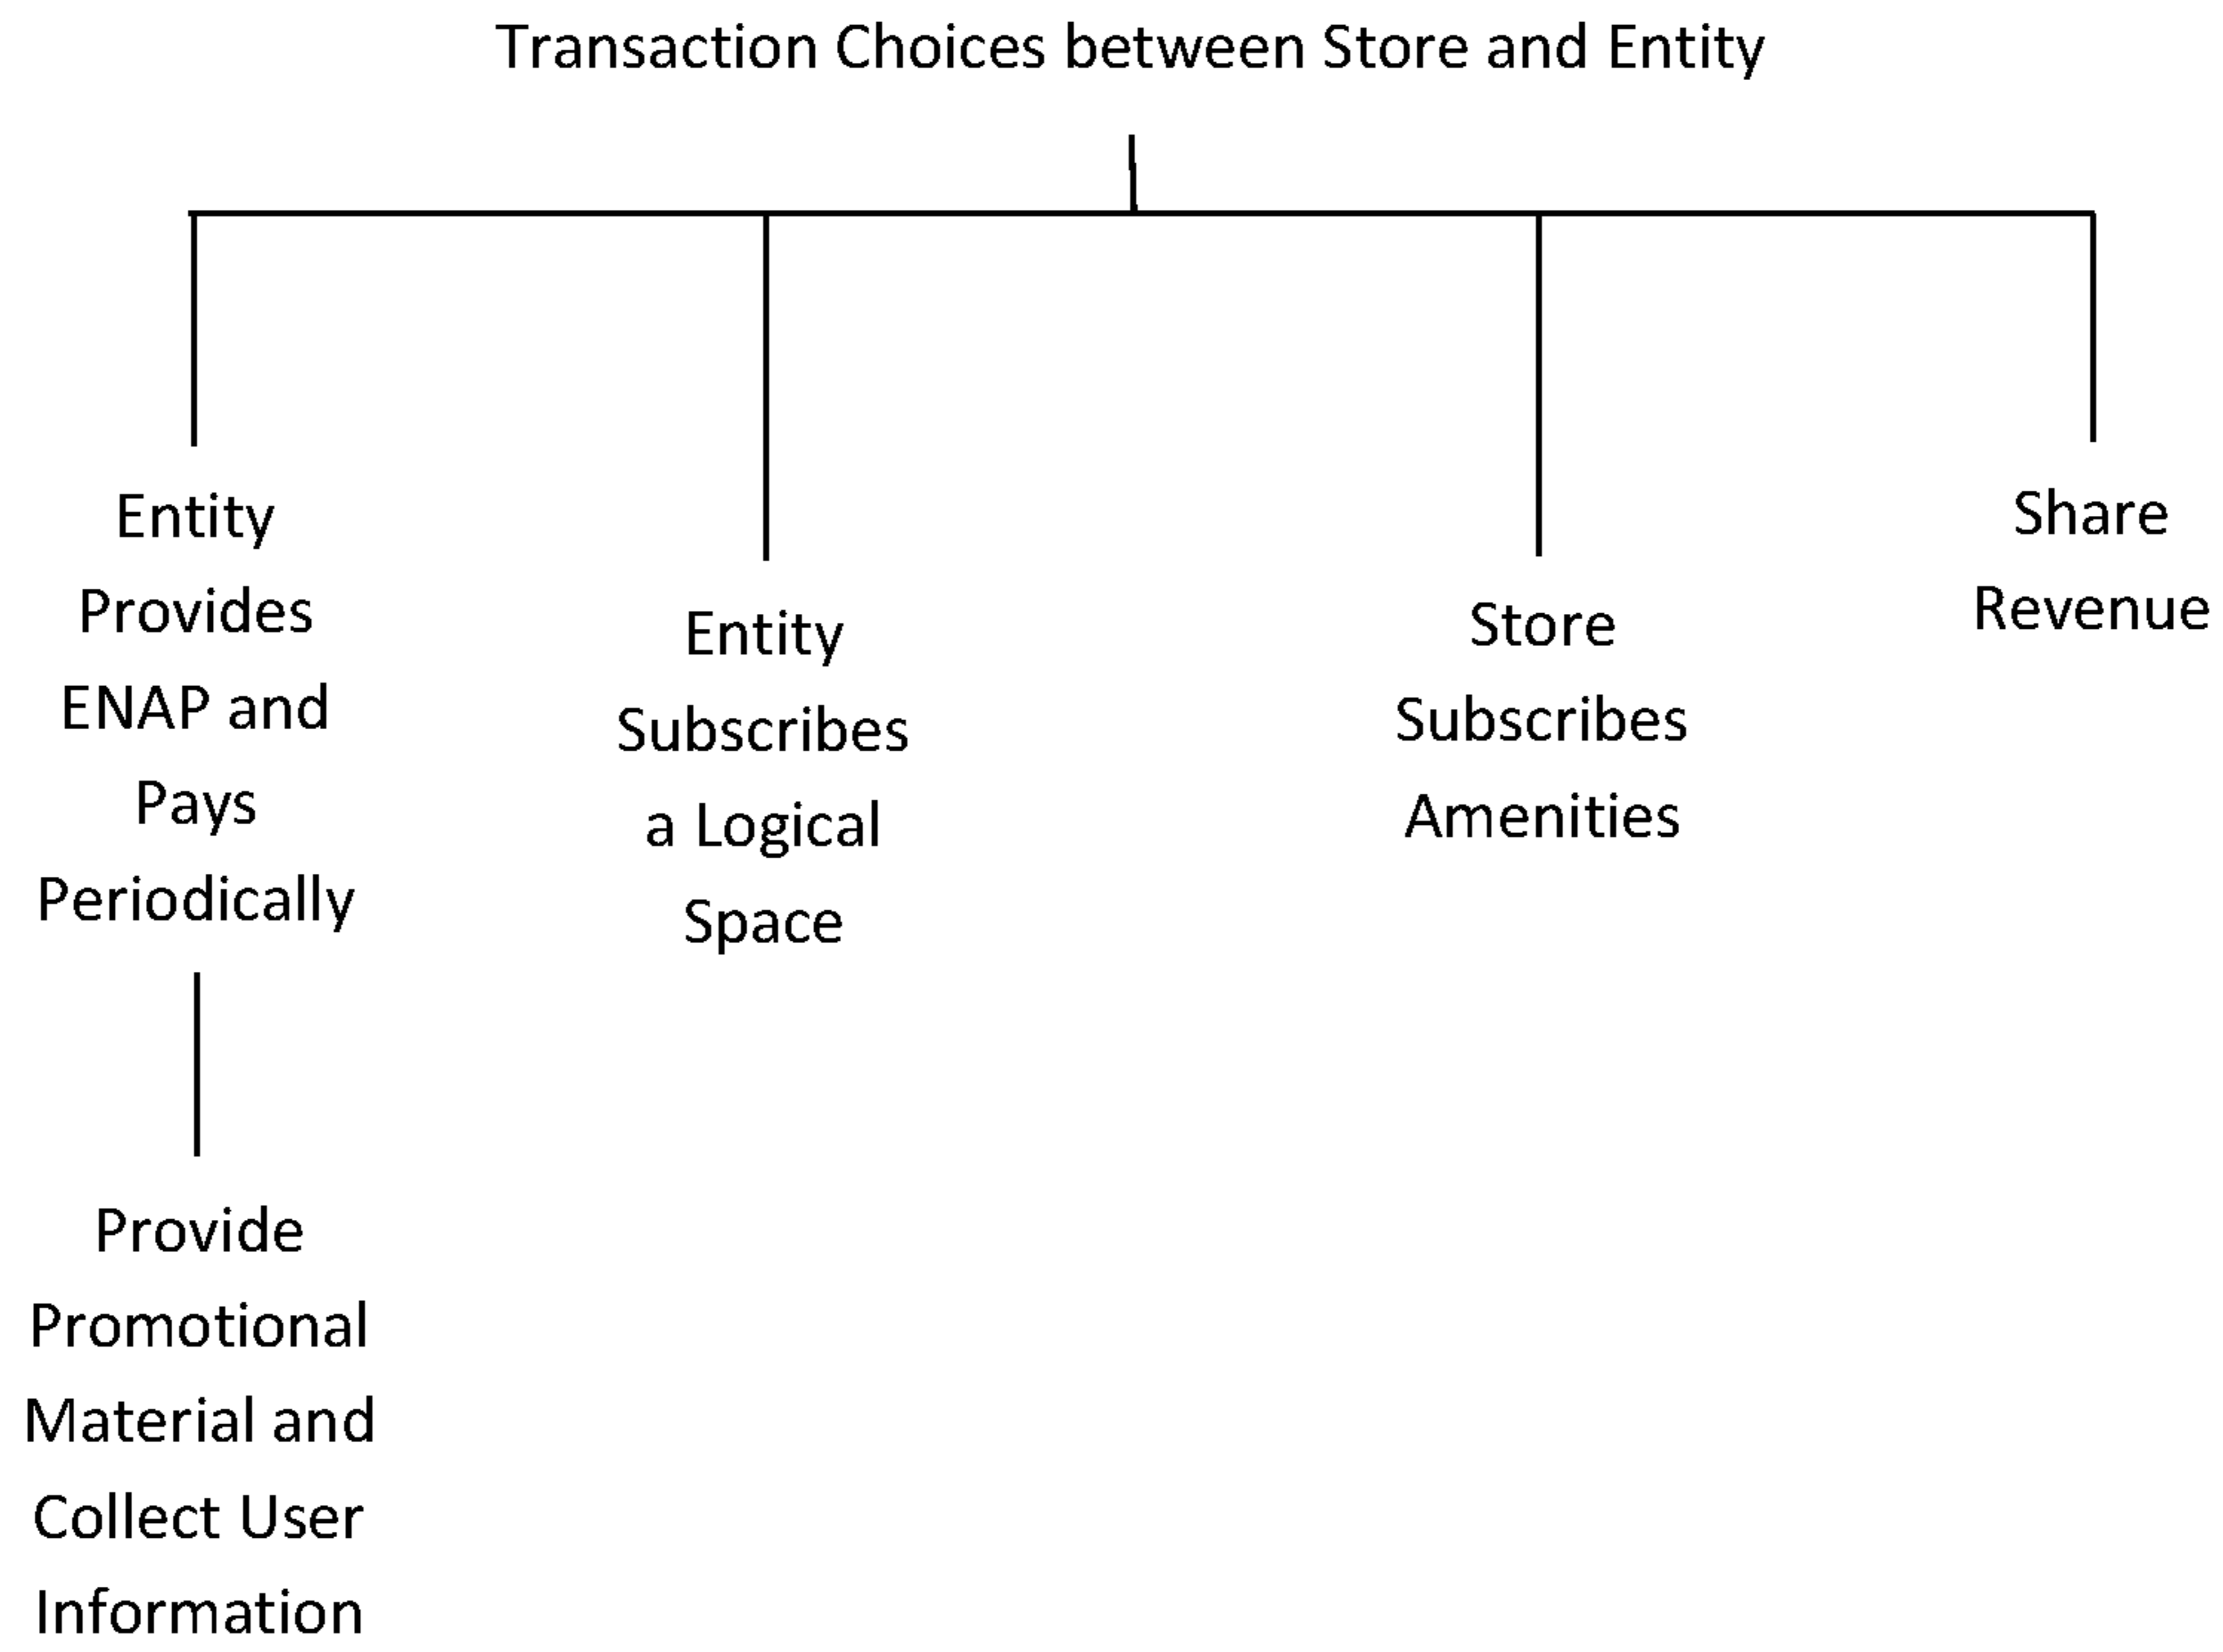 Transaction Choices between Store and Entity
Entity
Provides
ENAP and
Pays
Periodically
Entity
Subscribes
a Logical
Space
Store
Subscribes
Amenities
Share
Revenue
Provide
Promotional
Material and
Collect User
Information